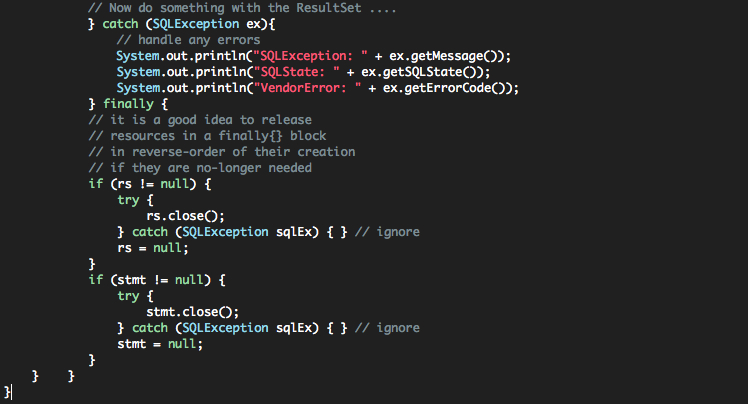 // Now do something with the ResultSet ....
} catch (SQLException ex){
// handle any errors
System.out.println("SQLException: " + ex.getMessage());
System.out.println("SQLState: " + ex.getSQLState());
System.out.println("VendorError: " + ex.getErrorCode());
} finally {
// it is a good idea to release
// resources in a finally{} block
// in reverse-order of their creation
// if they are no-longer needed
if (rs != null) {
try {
rs.close();
} catch (SQLException sqlEx) { } // ignore
rs = null;
}
if (stmt != null) {
try {
stmt.close();
} catch (SQLException sqlEx) { } // ignore
stmt = null;
}
} }
}